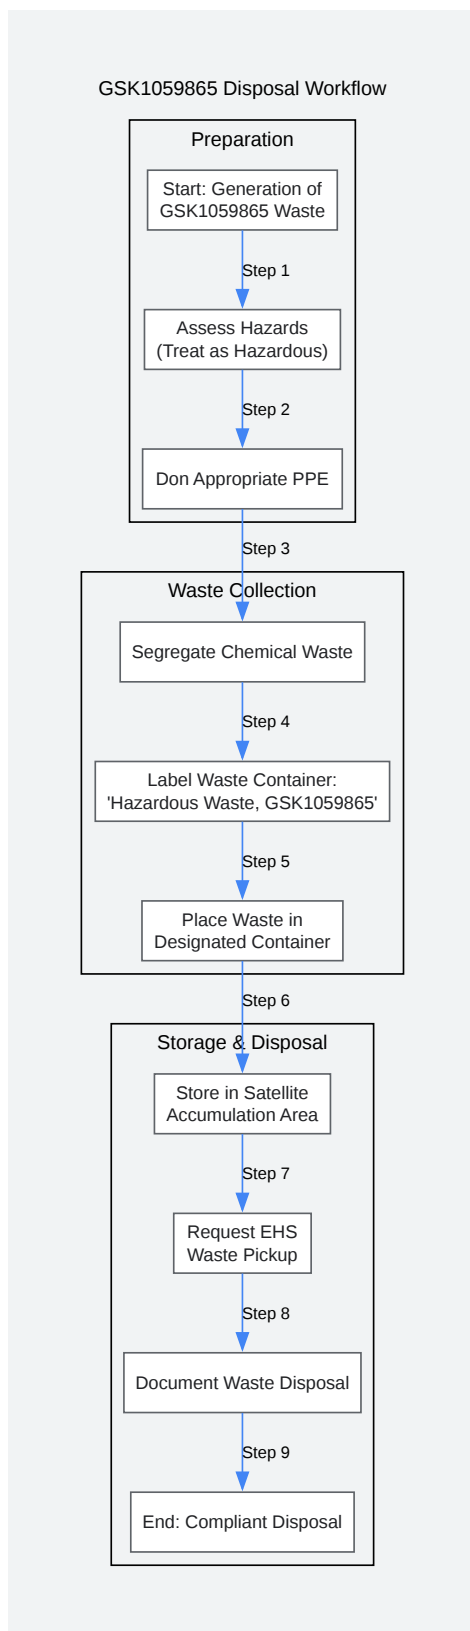 GSK1059865 Disposal Workflow
Preparation
Start: Generation of
GSK1059865 Waste
Step 1
Assess Hazards
(Treat as Hazardous)
Step 2
Don Appropriate PPE
Step 3
Waste Collection
Segregate Chemical Waste
Step 4
Label Waste Container:
'Hazardous Waste, GSK1059865'
Step 5
Place Waste in
Designated Container
Step 6
Storage & Disposal
Store in Satellite
Accumulation Area
Step 7
Request EHS
Waste Pickup
Step 8
Document Waste Disposal
Step 9
End: Compliant Disposal